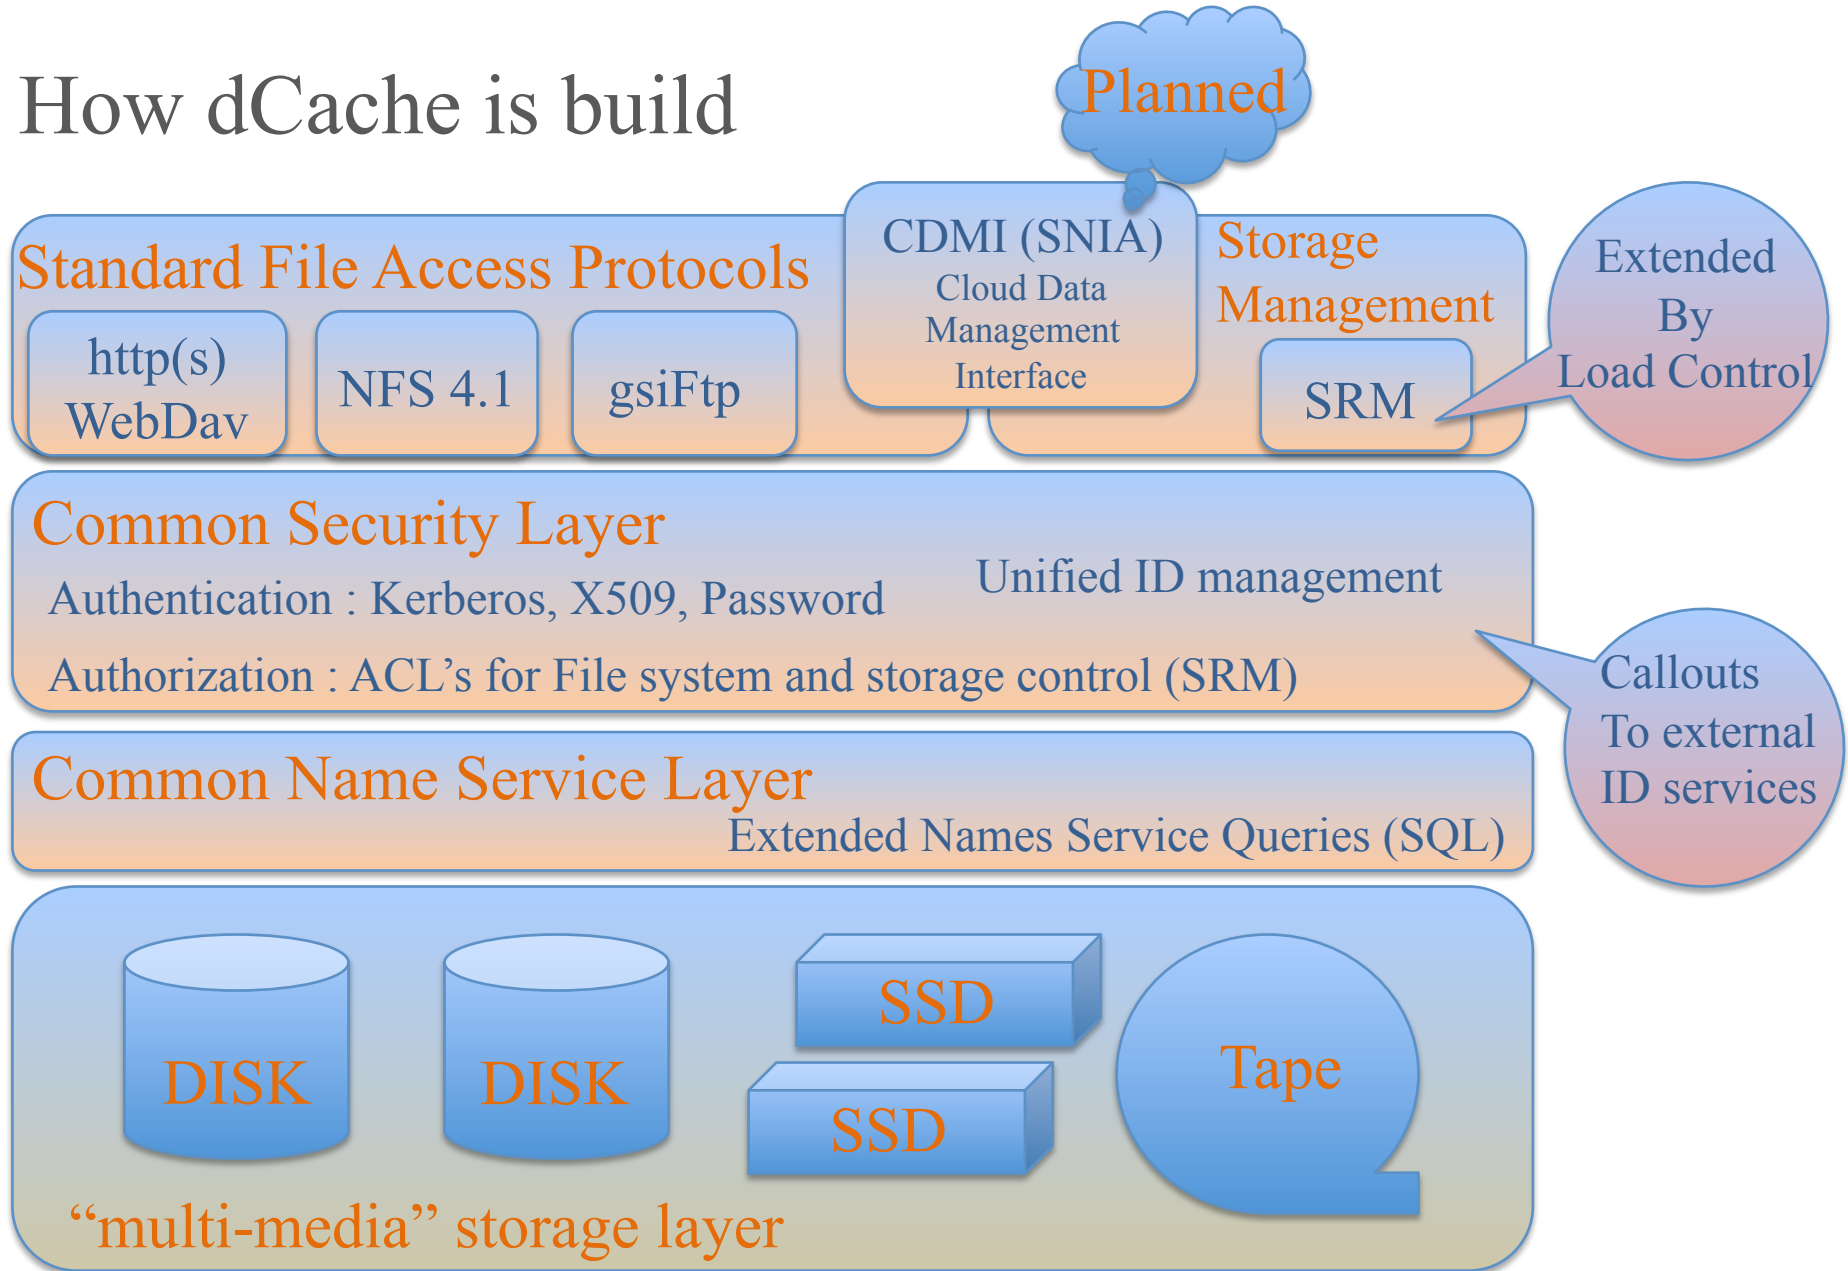 How dCache is build
Planned
Standard File Access Protocols
http(s)
WebDav
NFS 4.1
gsiFtp
CDMI (SNIA)
Cloud Data
Management
Interface
Storage
Management
SRM
Extended
By
Load Control
Common Security Layer
Unified ID management
Authentication : Kerberos, X509, Password
Authorization : ACL’s for File system and storage control (SRM)
Callouts
To external
ID services
Common Name Service Layer
Extended Names Service Queries (SQL)
DISK
DISK
SSD
SSD
Tape
“multi-media” storage layer